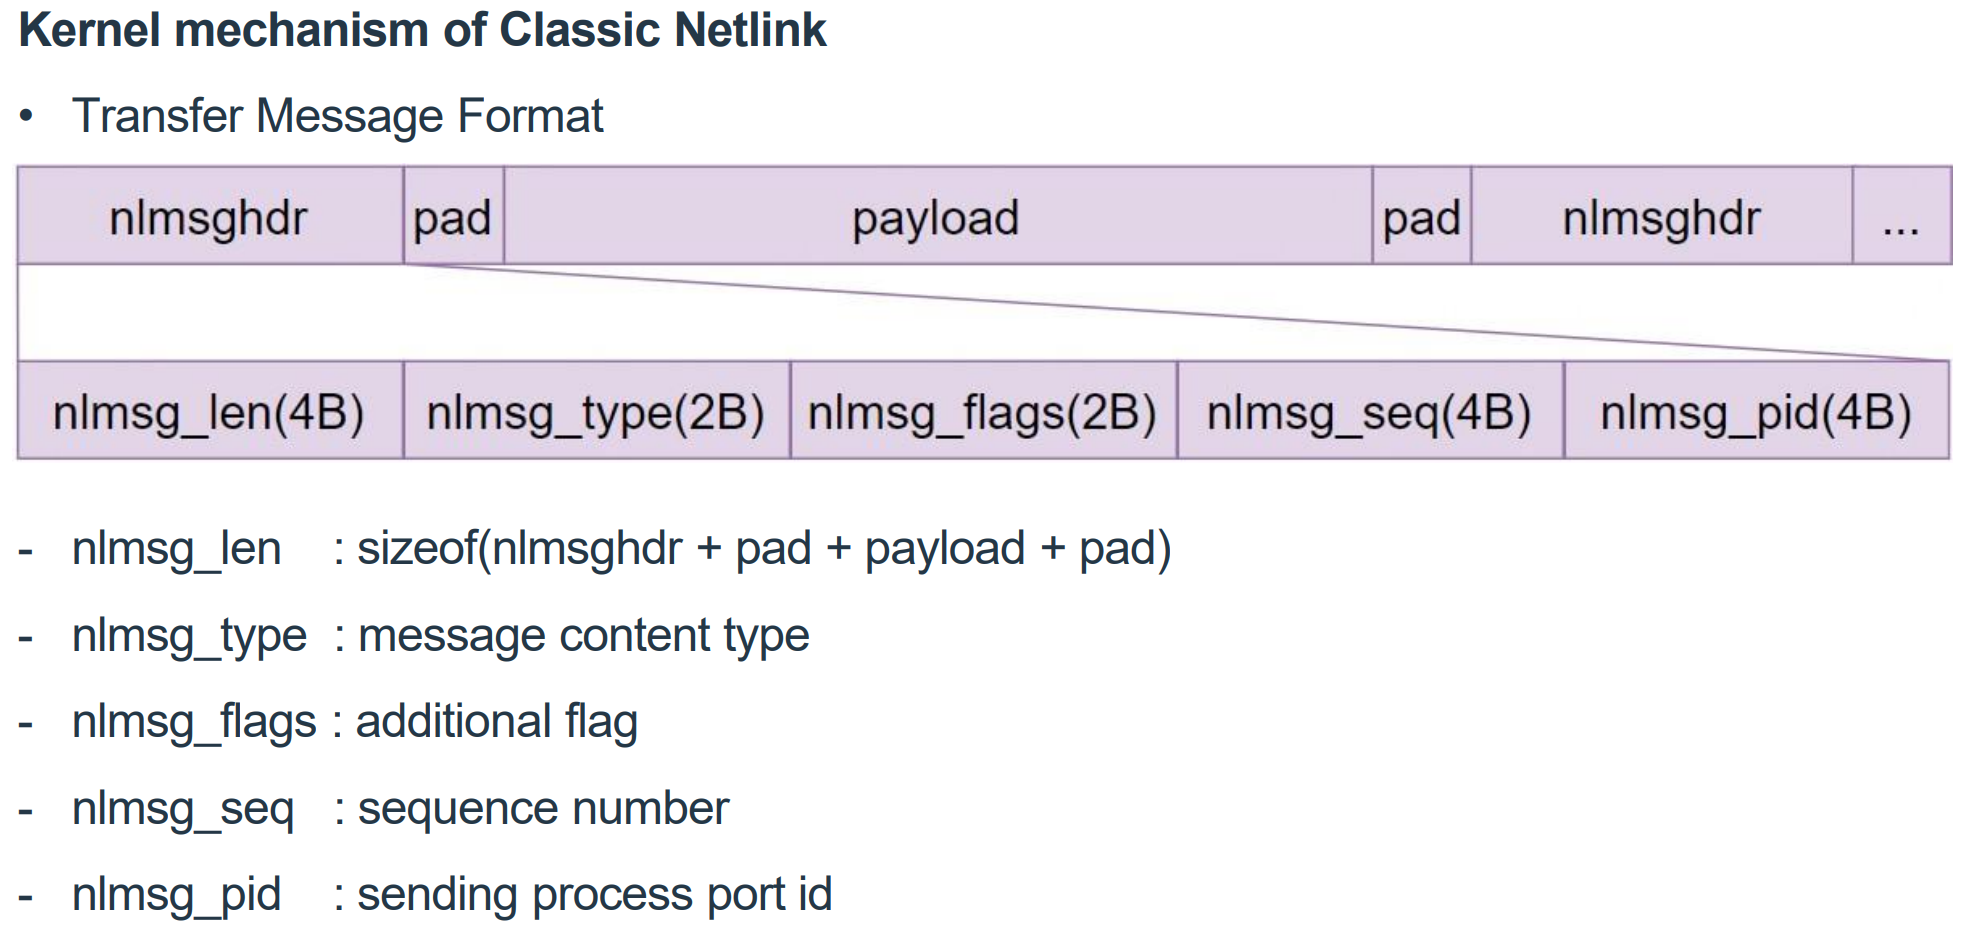 Kernel mechanism of Classic Netlink
• Transfer Message Format
nlmsghdr pad payload pad nlmsghdr ...
nlmsg_len(4B) nlmsg_type(2B) nlmsg_flags(2B) nlmsg_seq(4B) nlmsg_pid(4B)
- nlmsg_len : sizeof(nlmsghdr + pad + payload + pad)
- nlmsg_type : message content type
- nlmsg_flags : additional flag
- nlmsg_seq : sequence number
- nlmsg_pid : sending process port id